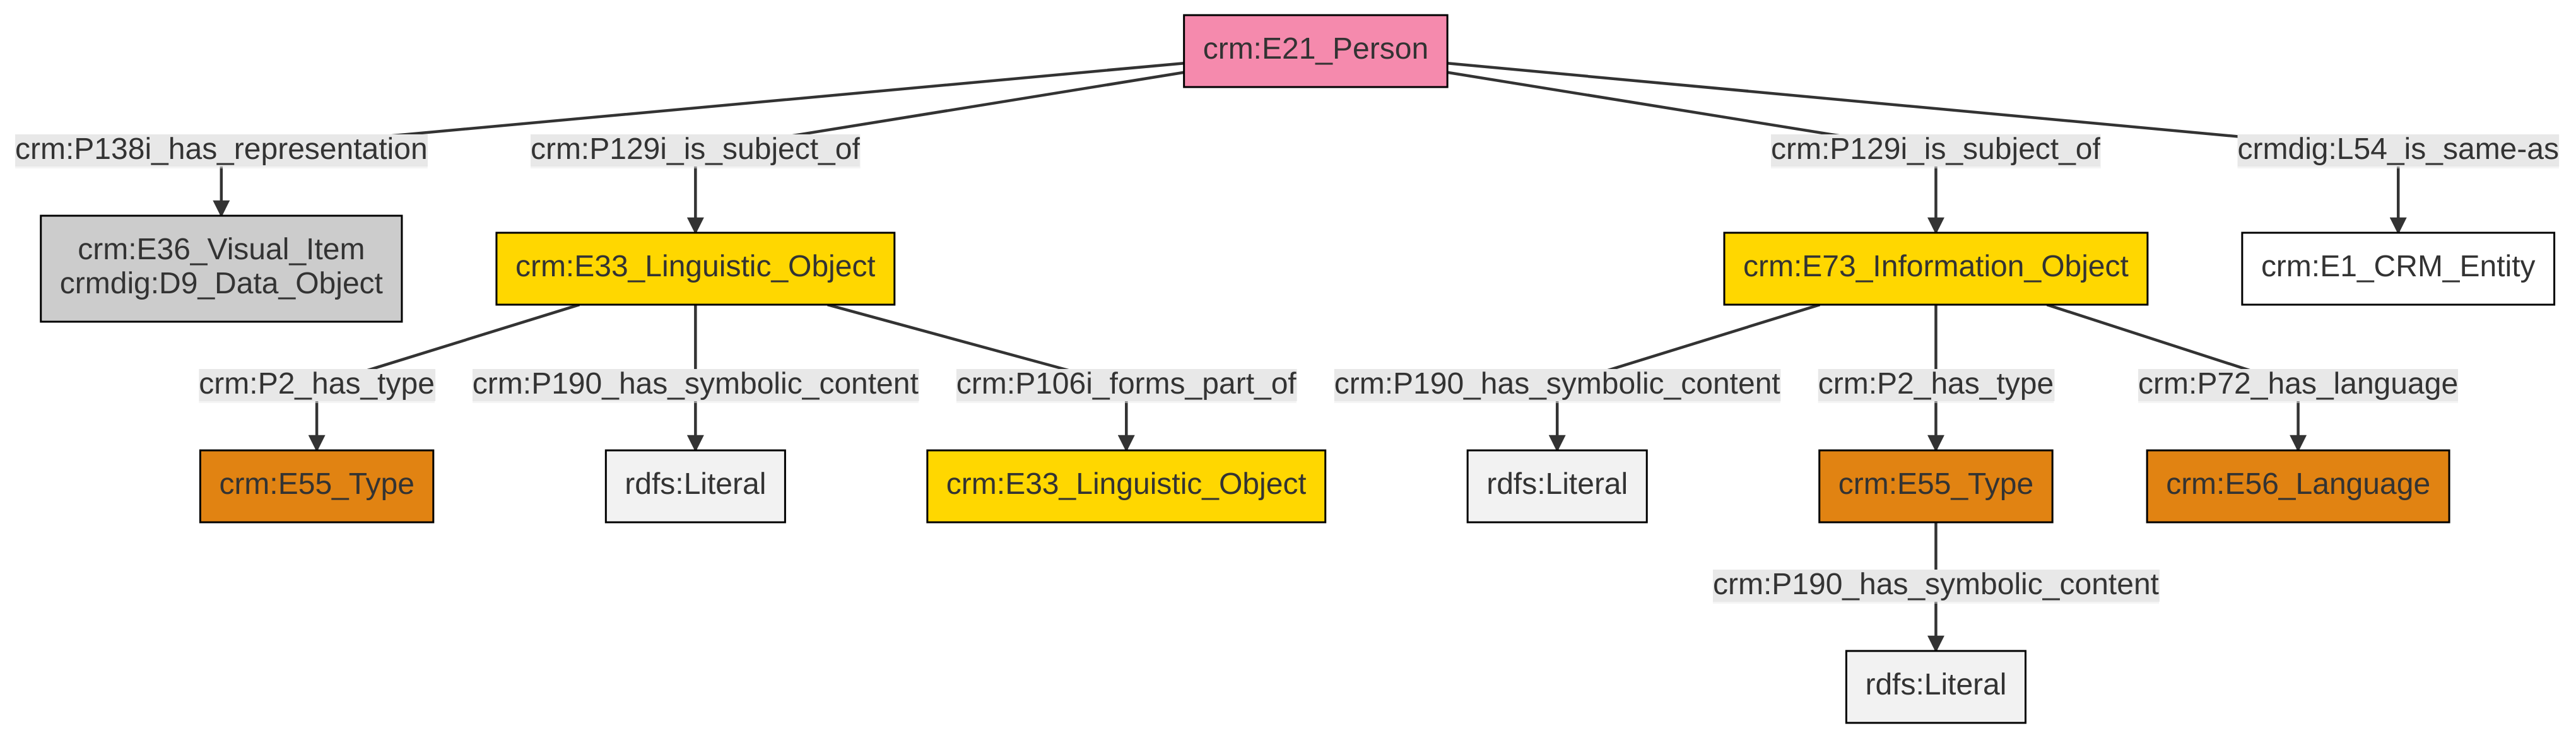 crm:E21_Person
crm:P138i_has_representation
crm:P129i_is_subject_of
crm:P129i_is_subject_of
crmdig:L54_is_same-as
crm:E36_Visual_Item
crmdig:D9_Data_Object
crm:E33_Linguistic_Object
crm:E73_Information_Object
crm:E1_CRM_Entity
crm:P2_has_type
crm:P190_has_symbolic_content
crm:P106i_forms_part_of
crm:P190_has_symbolic_content
crm:P2_has_type
crm:P72_has_language
crm:E55_Type
rdfs:Literal
crm:E33_Linguistic_Object
rdfs:Literal
crm:E55_Type
crm:E56_Language
crm:P190_has_symbolic_content
rdfs:Literal